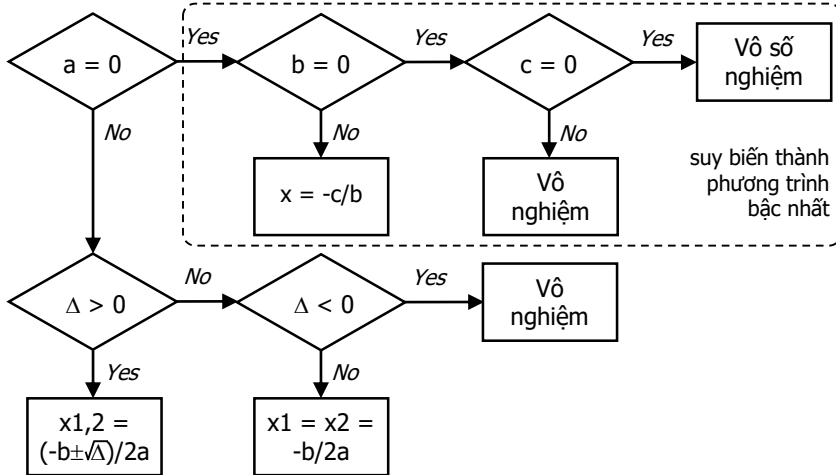 a = 0
Yes
b = 0
Yes
c = 0
Yes
Vô số
nghiệm
No
No
No
x = -c/b
Vô
nghiệm
suy biến thành
phương trình
bậc nhất
Δ > 0
No
Δ < 0
Yes
Vô
nghiệm
Yes
No
x1,2 =
(-b±√Δ)/2a
x1 = x2 =
-b/2a